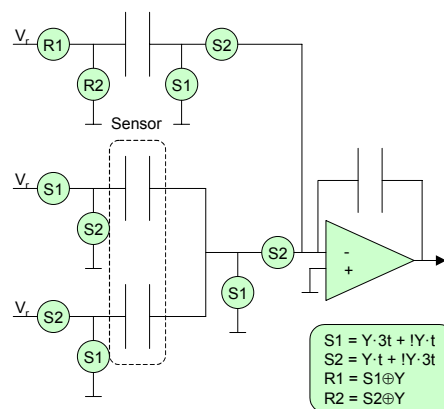 Vr R1 S2
R2 S1
Sensor
Vr S1
S2 S2 -
+
S1
Vr S2
S1
S1 = Y·3t + !Y·t
S2 = Y·t + !Y·3t
R1 = S1⊕Y
R2 = S2⊕Y